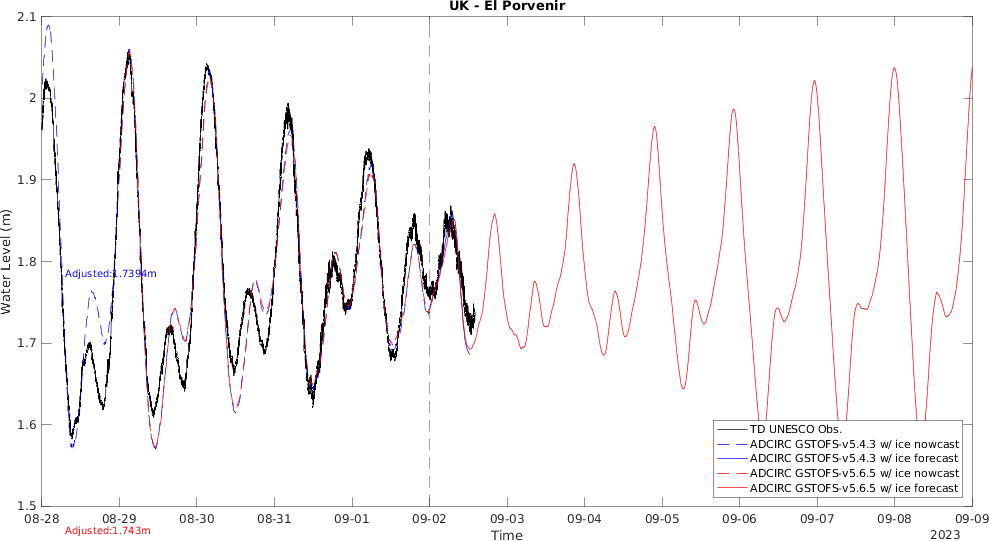 UK - El Porvenir
2.1
2
1.9
1.8
1.7
1.6
1.5
Water Level (m)
Adjusted:1.7394m
Adjusted:1.743m
TD UNESCO Obs.
ADCIRC GSTOFS-v5.4.3 w/ ice nowcast
ADCIRC GSTOFS-v5.4.3 w/ ice forecast
ADCIRC GSTOFS-v5.6.5 w/ ice nowcast
ADCIRC GSTOFS-v5.6.5 w/ ice forecast
08-28 08-29 08-30 08-31 09-01 09-02 09-03 09-04 09-05 09-06 09-07 09-08 09-09
Time
2023